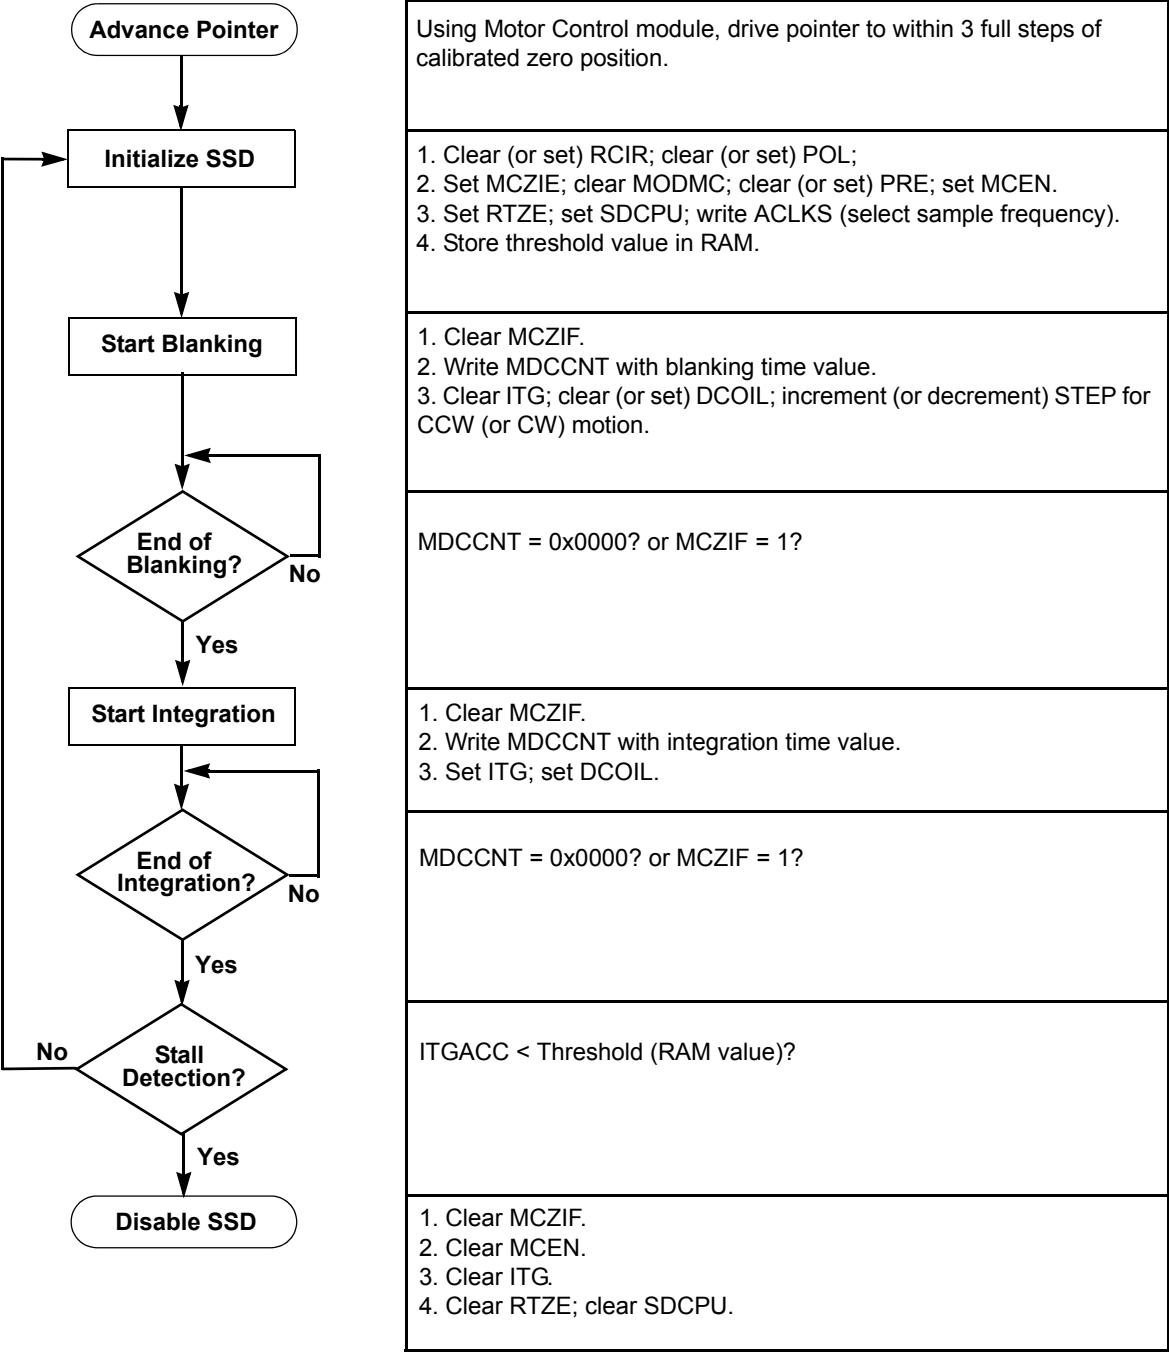 Advance Pointer
Using Motor Control module, drive pointer to within 3 full steps of
calibrated zero position.
Initialize SSD
1. Clear (or set) RCIR; clear (or set) POL;
2. Set MCZIE; clear MODMC; clear (or set) PRE; set MCEN.
3. Set RTZE; set SDCPU; write ACLKS (select sample frequency).
4. Store threshold value in RAM.
Start Blanking
1. Clear MCZIF.
2. Write MDCCNT with blanking time value.
3. Clear ITG; clear (or set) DCOIL; increment (or decrement) STEP for
CCW (or CW) motion.
End of
Blanking?
No
Yes
MDCCNT = 0x0000? or MCZIF = 1?
Start Integration
1. Clear MCZIF.
2. Write MDCCNT with integration time value.
3. Set ITG; set DCOIL.
End of
Integration?
No
Yes
MDCCNT = 0x0000? or MCZIF = 1?
No
Stall
Detection?
Yes
ITGACC < Threshold (RAM value)?
Disable SSD
1. Clear MCZIF.
2. Clear MCEN.
3. Clear ITG.
4. Clear RTZE; clear SDCPU.